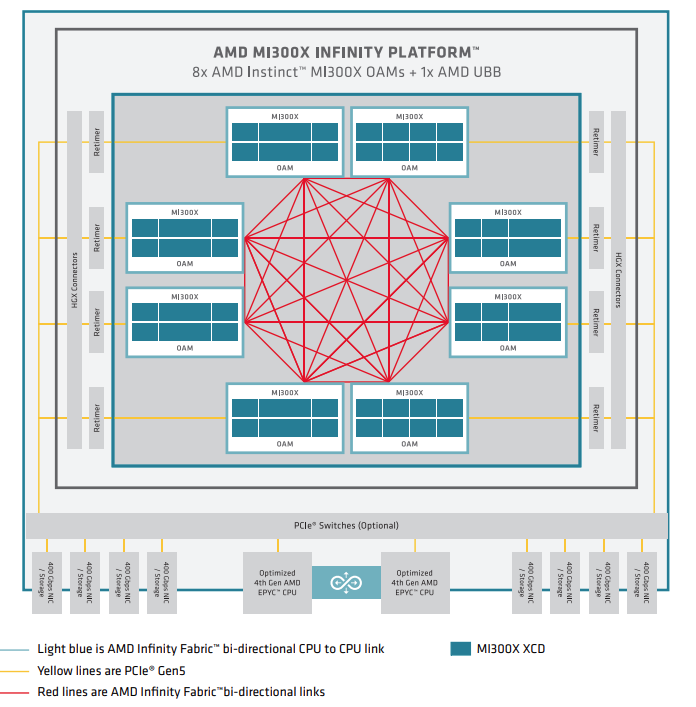 AMD MI300X INFINITY PLATFORM™
8x AMD Instinct™ MI300X OAMs + 1x AMD UBB
MI300X
OAM
MI300X
OAM
Retimer
Retimer
MI300X
OAM
MI300X
OAM
Retimer
Retimer
HGX Connectors
HGX Connectors
MI300X
OAM
MI300X
OAM
Retimer
Retimer
MI300X
OAM
MI300X
OAM
Retimer
Retimer
PCIe® Switches (Optional)
400 Gbps NIC
/ Storage
400 Gbps NIC
/ Storage
400 Gbps NIC
/ Storage
400 Gbps NIC
/ Storage
Optimized
4th Gen AMD
EPYC™ CPU
Optimized
4th Gen AMD
EPYC™ CPU
400 Gbps NIC
/ Storage
400 Gbps NIC
/ Storage
400 Gbps NIC
/ Storage
400 Gbps NIC
/ Storage
Light blue is AMD Infinity Fabric™ bi-directional CPU to CPU link
MI300X XCD
Yellow lines are PCIe® Gen5
Red lines are AMD Infinity Fabric™bi-directional links